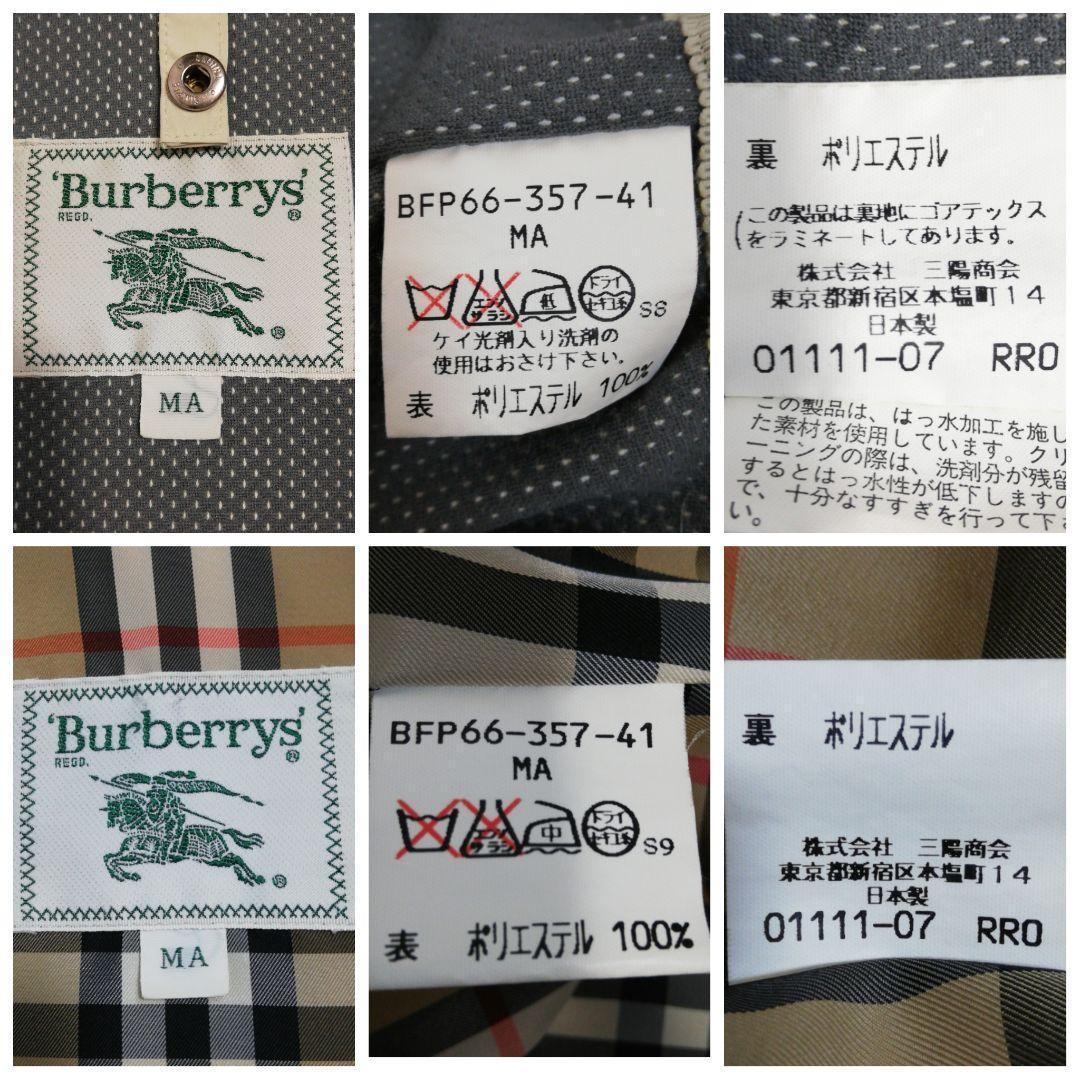 'Burberrys'
REGD.
®
®
MA
BFP66-357-41
MA
エンソ
サラシ
低
ドライ
セキユ系
S8
ケイ光剤入り洗剤の
使用はおさけ下さい。
表 ポリエステル 100%
裏 ポリエステル
(この製品は裏地にゴアテックス
をラミネートしてあります。
株式会社 三陽商会
東京都新宿区本塩町14
日本製
01111-07 RRO
この製品は、はっ水加工を施し
た素材を使用しています。クリ
ーニングの際は、洗剤分が残留
するとはっ水性が低下しますの
で、十分なすすぎを行って下さ
い。
'Burberrys'
REGD.
®
®
MA
BFP66-357-41
MA
エンソ
サラシ
中
ドライ
セキユ系
S9
表 ポリエステル 100%
裏 ポリエステル
株式会社 三陽商会
東京都新宿区本塩町14
日本製
01111-07 RRO